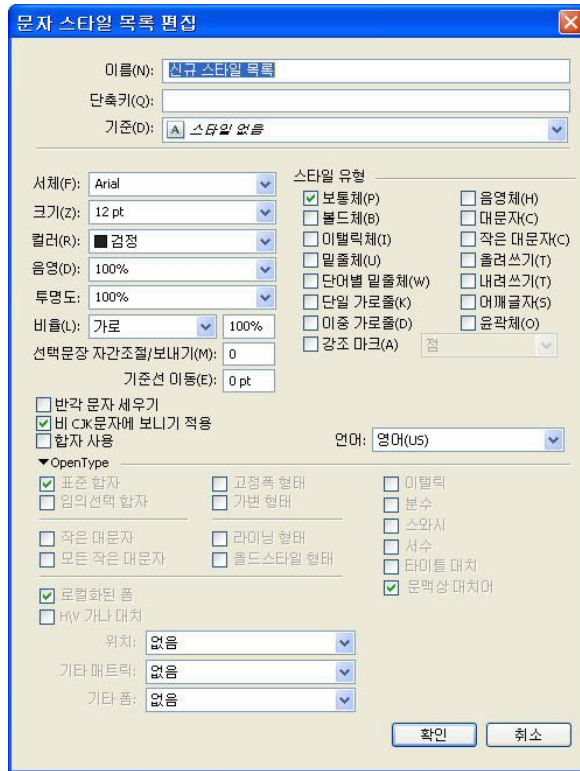 문자 스타일 목록 편집
이름(N): 신규 스타일 목록
단축키(Q):
기준(D): A 스타일 없음
서체(F): Arial
크기(Z): 12 pt
컬러(R): 검정
음영(D): 100%
투명도: 100%
비율(L): 가로 100%
선택문장 자간조절/보내기(M): 0
기준선 이동(E): 0 pt
스타일 유형
보통체(P) 음영체(H)
볼드체(B) 대문자(C)
이탤릭체(I) 작은 대문자(C)
밑줄체(U) 올려쓰기(T)
단어별 밑줄체(W) 내려쓰기(T)
단일 가로줄(K) 어깨글자(S)
이중 가로줄(D) 윤곽체(O)
강조 마크(A) 점
반각 문자 세우기
비 CJK문자에 보니기 적용
합자 사용
언어: 영어(US)
▼OpenType
표준 합자 고정폭 형태 이탤릭
임의선택 합자 가변 형태 분수
스와시
작은 대문자 라이닝 형태 서수
모든 작은 대문자 올드스타일 형태 타이틀 대치
로컬화된 폼 문맥상 대치어
H\V 가나 대치
위치: 없음
기타 매트릭: 없음
기타 폼: 없음
확인 취소